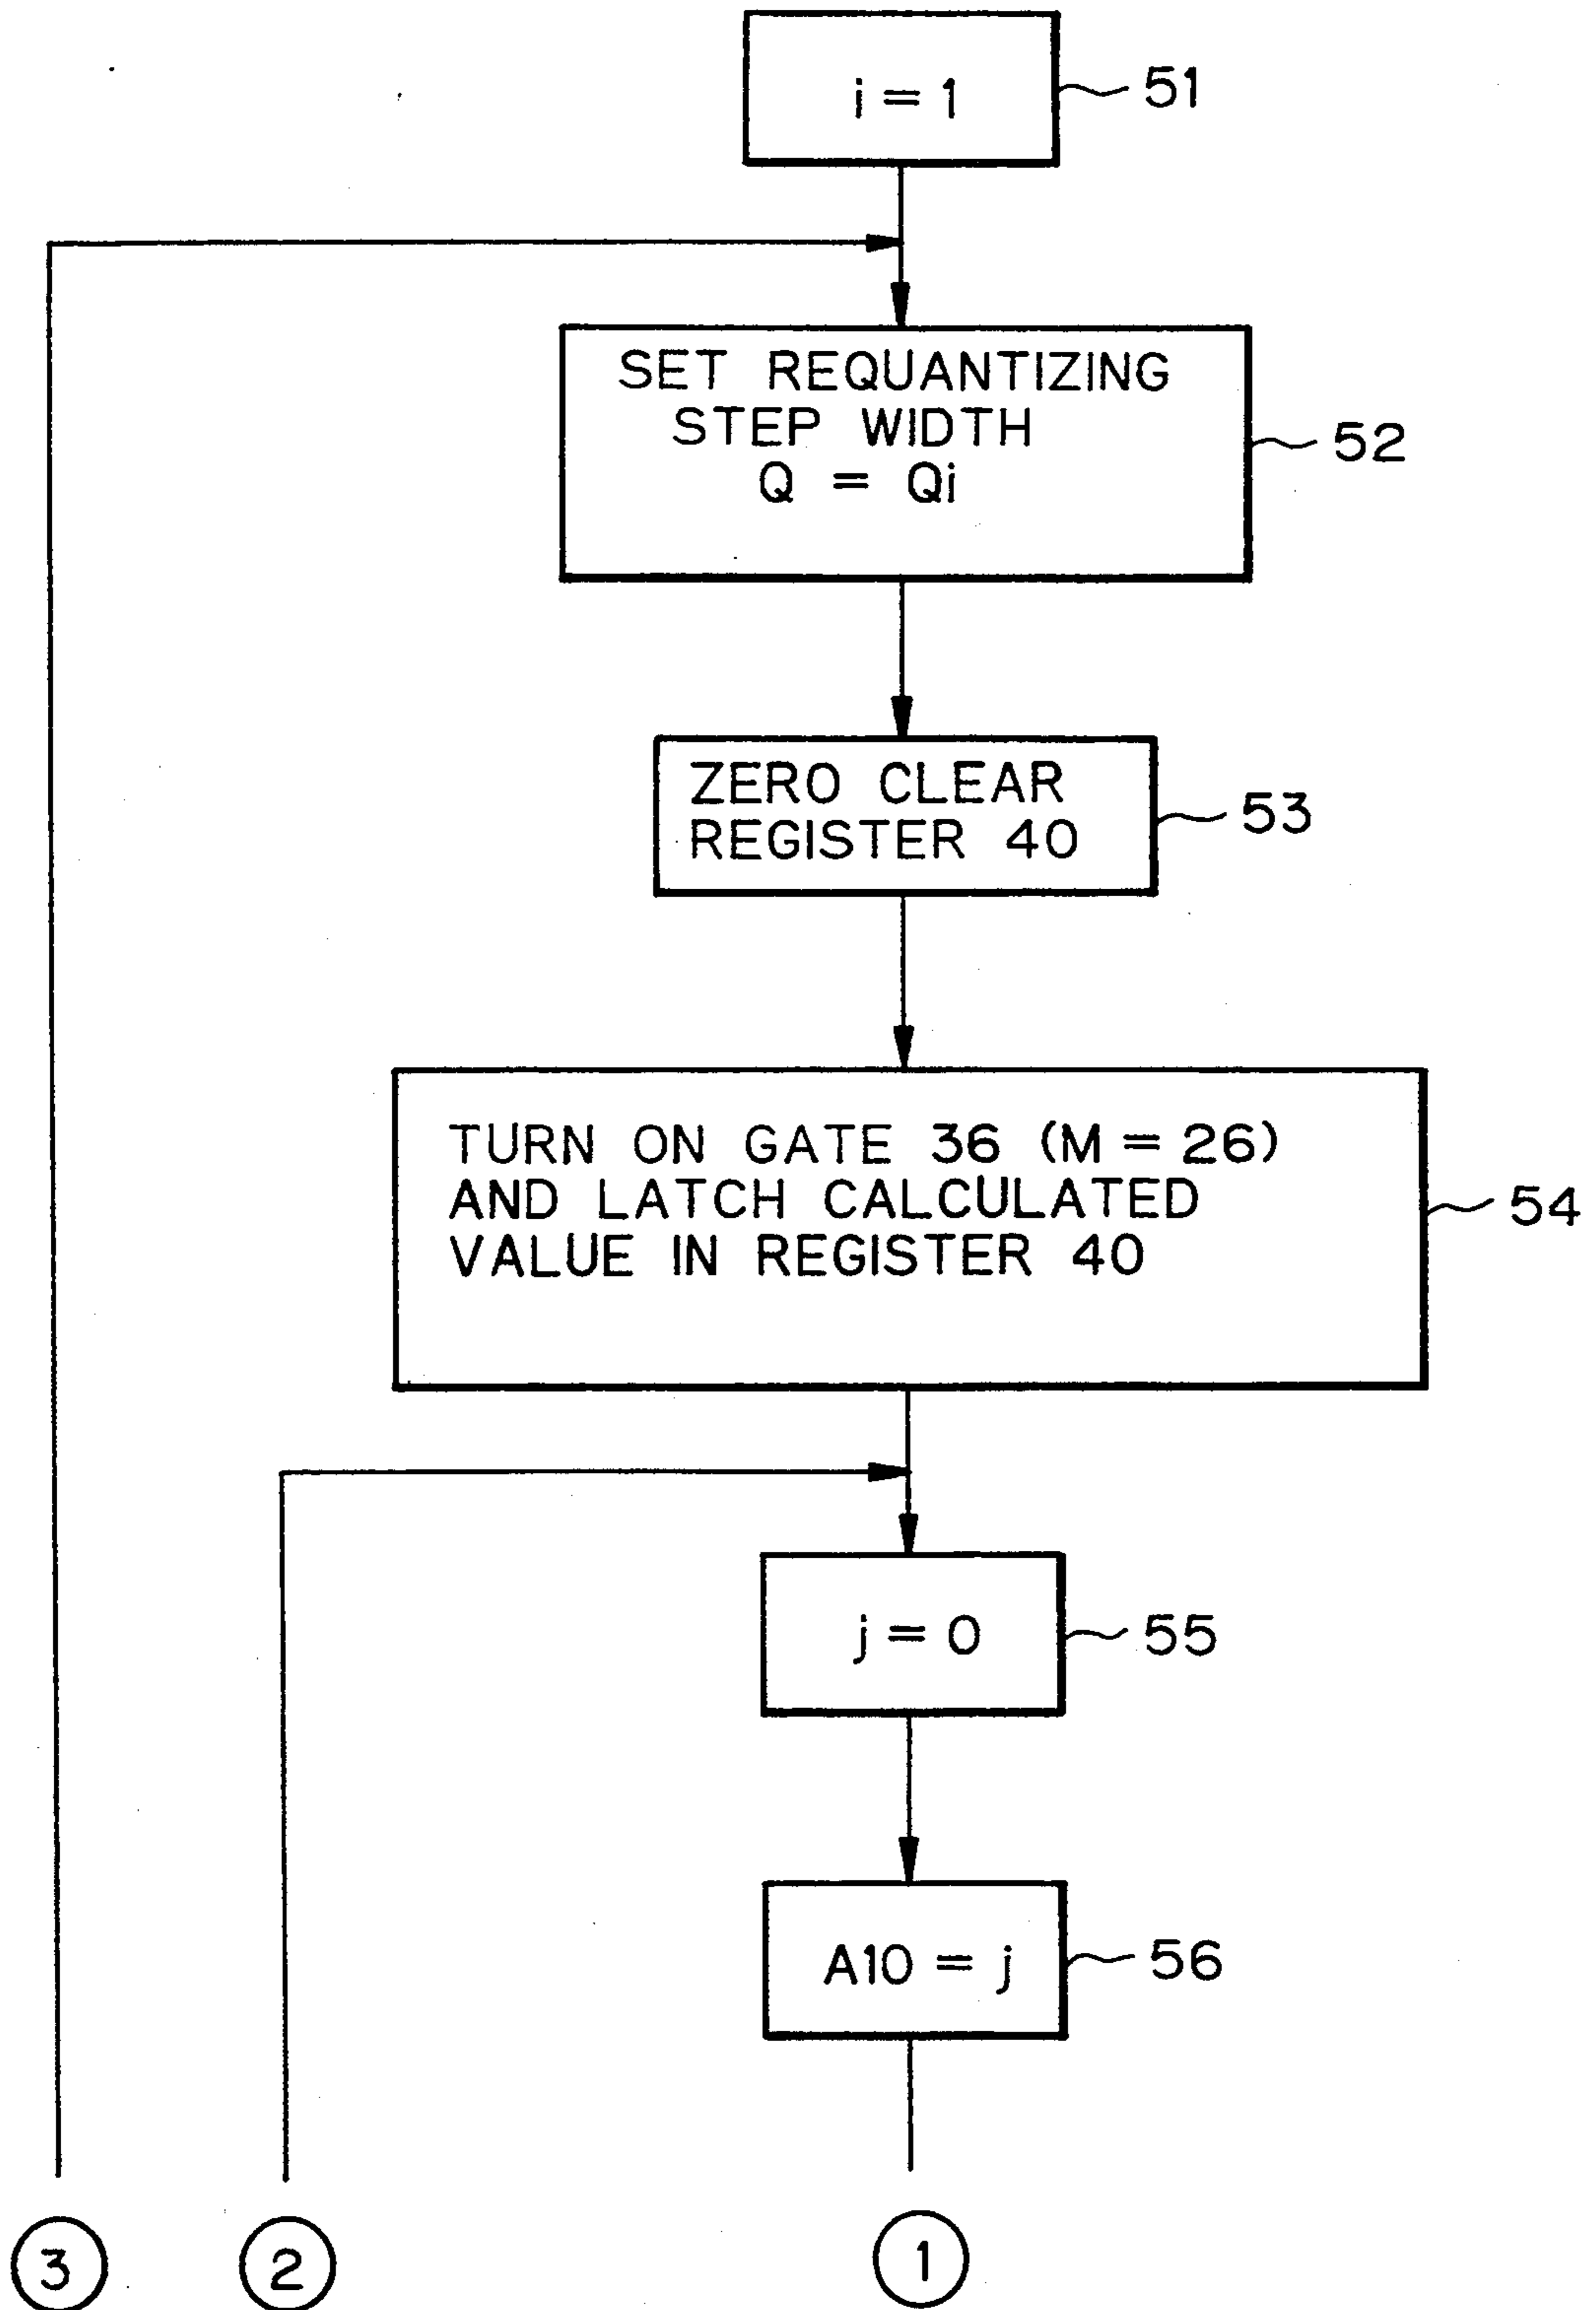 i = 1
51
SET REQUANTIZING
STEP WIDTH
Q = Qi
52
ZERO CLEAR
REGISTER 40
53
TURN ON GATE 36 (M = 26)
AND LATCH CALCULATED
VALUE IN REGISTER 40
54
j = 0
55
A10 = j
56
3
2
1